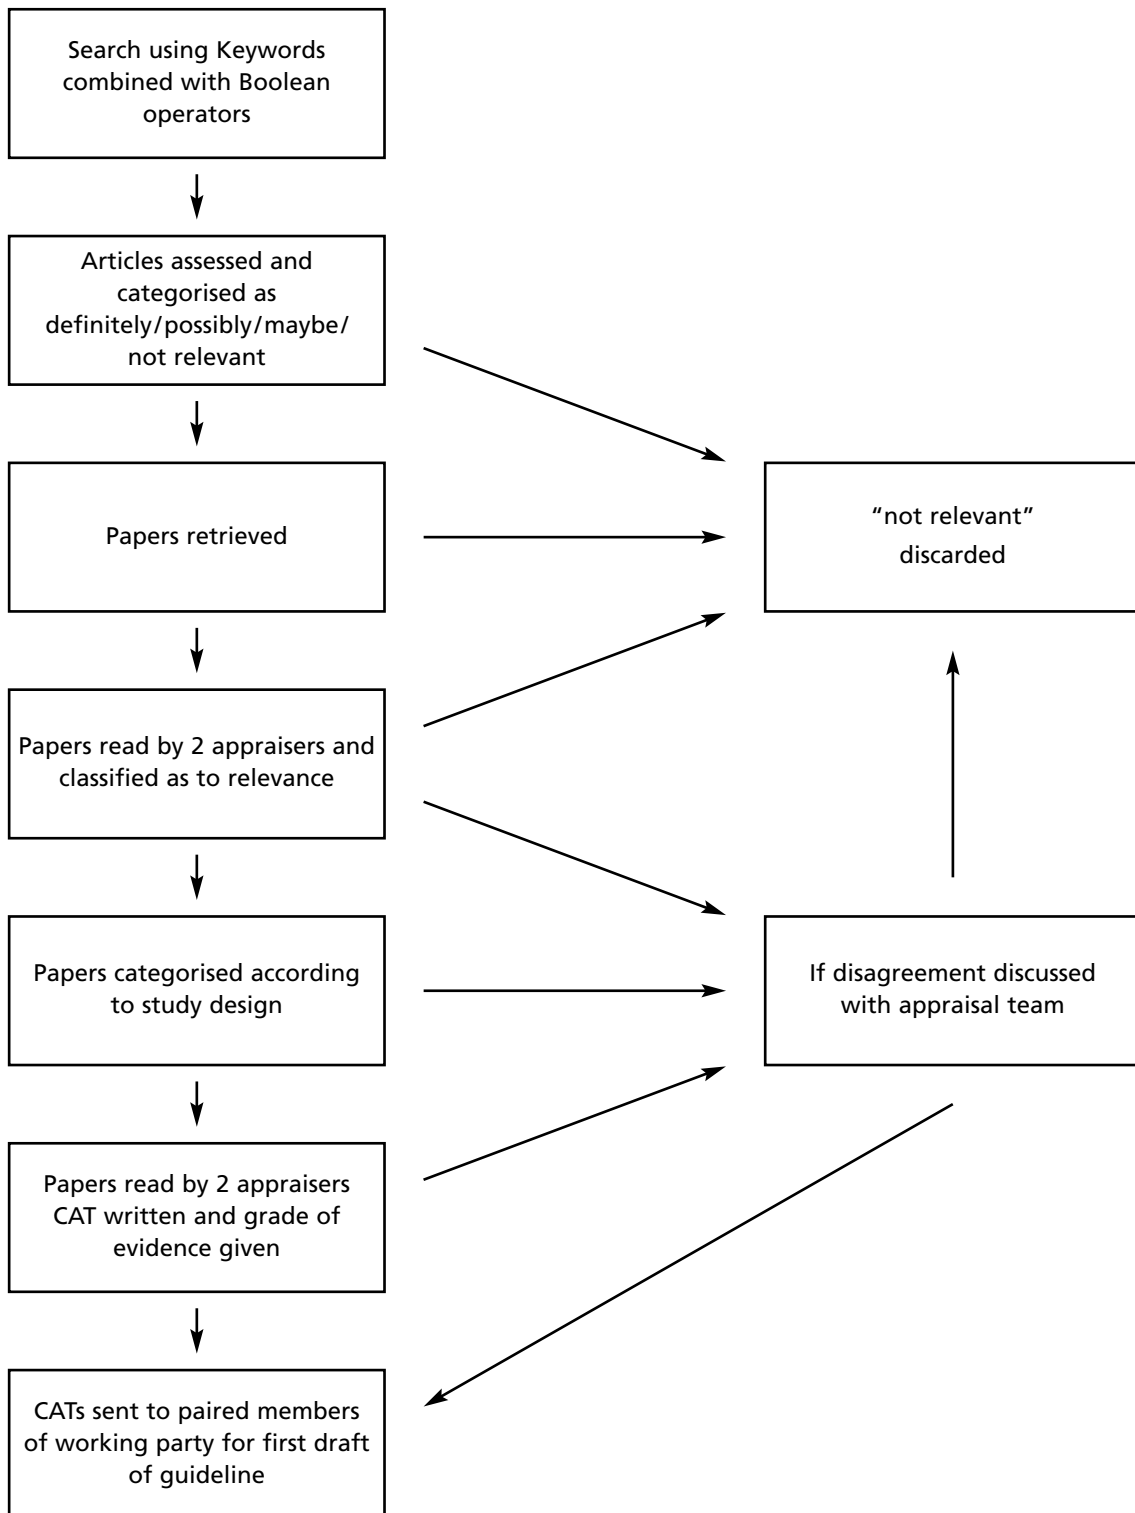 Search using Keywords
combined with Boolean
operators
Articles assessed and
categorised as
definitely/possibly/maybe/
not relevant
Papers retrieved
“not relevant”
discarded
Papers read by 2 appraisers and
classified as to relevance
Papers categorised according
to study design
If disagreement discussed
with appraisal team
Papers read by 2 appraisers
CAT written and grade of
evidence given
CATs sent to paired members
of working party for first draft
of guideline